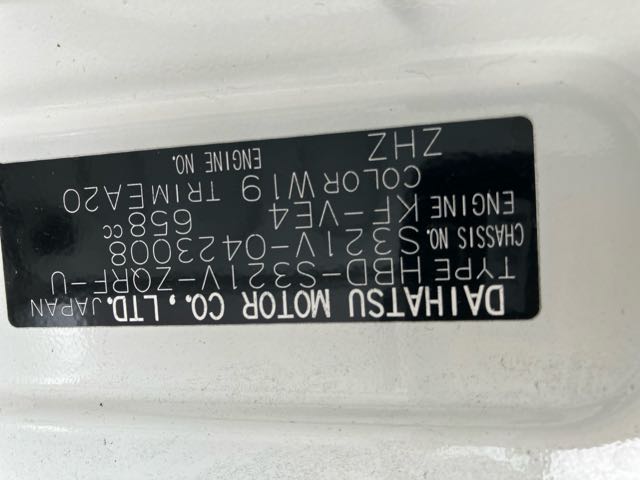 DAIHATSU MOTOR CO., LTD. JAPAN
TYPE HBD-S321V-ZQRF-U
CHASSIS NO. S321V-0423008
ENGINE KF-VE4 658cc
COLOR W19 TRIM EA20
ZHZ ENGINE NO.